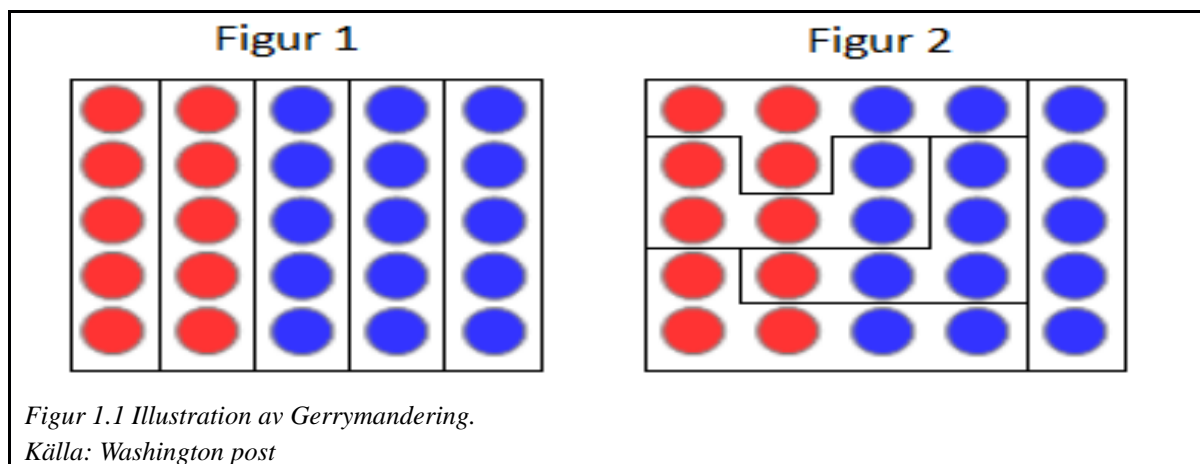 Figur 1
Figur 2
Figur 1.1 Illustration av Gerrymandering.
Källa: Washington post